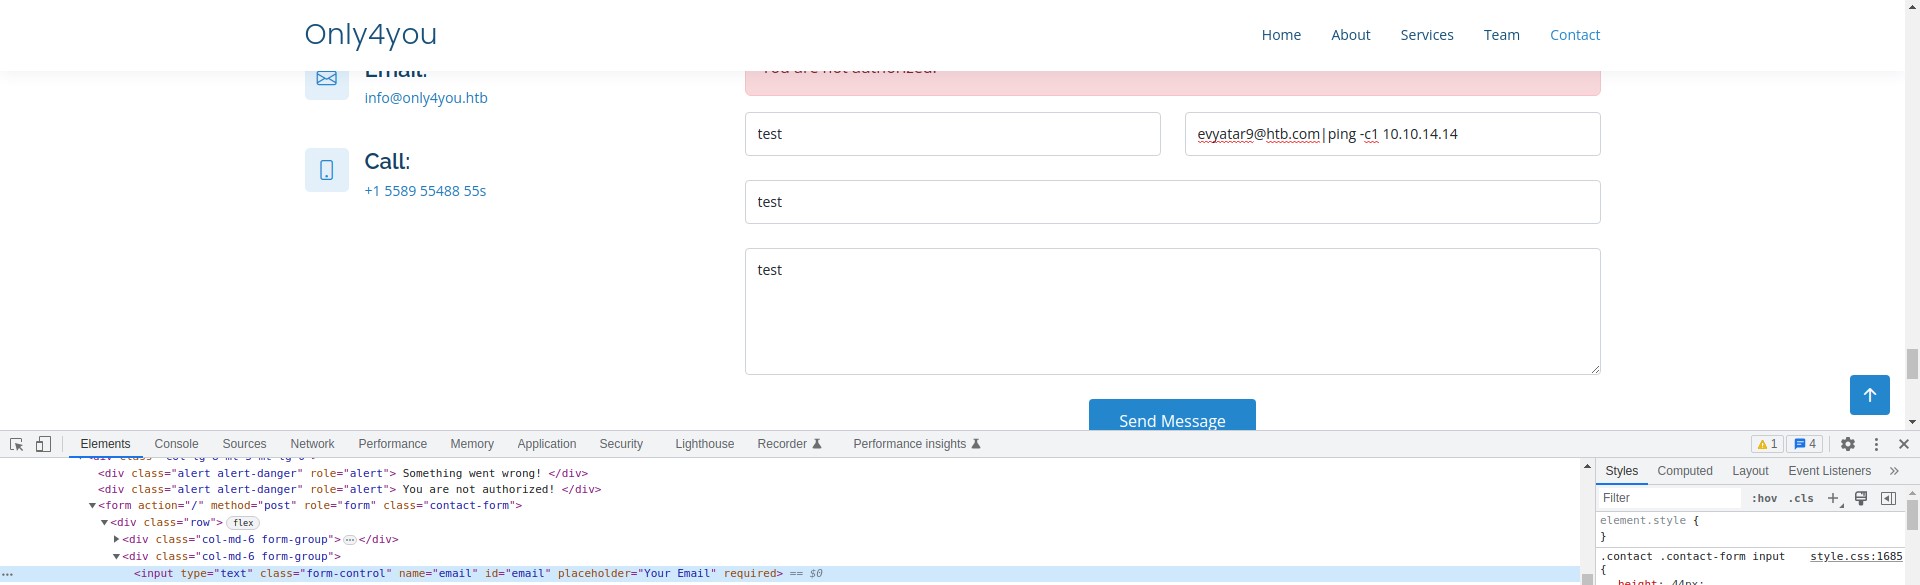 Only4you
Home About Services Team Contact
Email:
info@only4you.htb
You are not authorized!
test
evyatar9@htb.com|ping -c1 10.10.14.14
Call:
+1 5589 55488 55s
test
test
Send Message
Elements Console Sources Network Performance Memory Application Security Lighthouse Recorder Performance insights 1 4
<div class="alert alert-danger" role="alert"> Something went wrong! </div>
<div class="alert alert-danger" role="alert"> You are not authorized! </div>
<form action="/" method="post" role="form" class="contact-form">
<div class="row"> flex
<div class="col-md-6 form-group">…</div>
<div class="col-md-6 form-group">
<input type="text" class="form-control" name="email" id="email" placeholder="Your Email" required> == $0
Styles Computed Layout Event Listeners »
Filter :hov .cls +
element.style {
}
.contact .contact-form input style.css:1685
{
height: 44px;